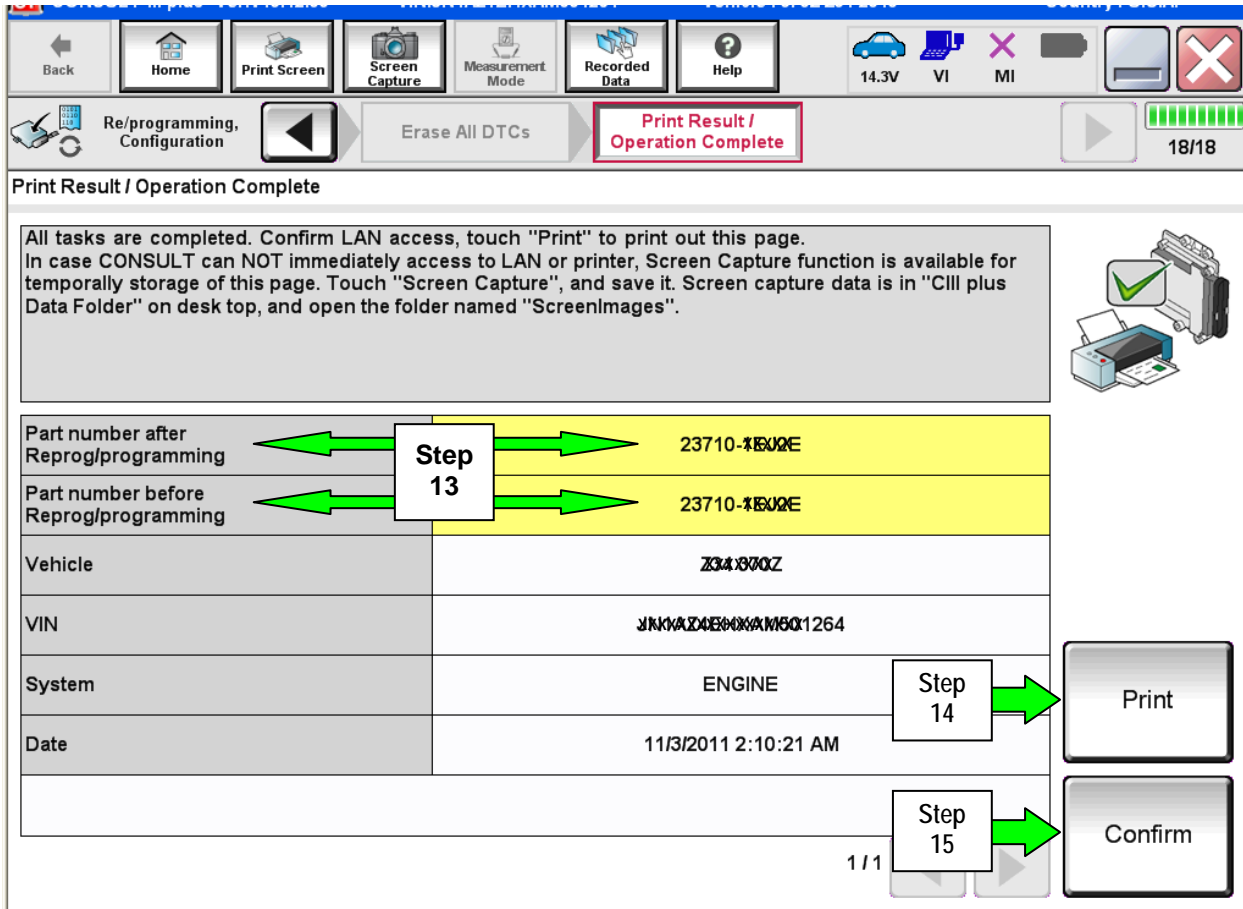 Back
Home
Print Screen
Screen
Capture
Measurement
Mode
Recorded
Data
Help
14.3V
VI
MI
Re/programming,
Configuration
Erase All DTCs
Print Result /
Operation Complete
18/18
Print Result / Operation Complete
All tasks are completed. Confirm LAN access, touch "Print" to print out this page.
In case CONSULT can NOT immediately access to LAN or printer, Screen Capture function is available for
temporally storage of this page. Touch "Screen Capture", and save it. Screen capture data is in "CIII plus
Data Folder" on desk top, and open the folder named "ScreenImages".
Part number after
Reprog/programming
Step
13
23710-
Part number before
Reprog/programming
23710-
Vehicle
VIN
1264
System
ENGINE
Step
14
Print
Date
11/3/2011 2:10:21 AM
Step
15
Confirm
1 / 1